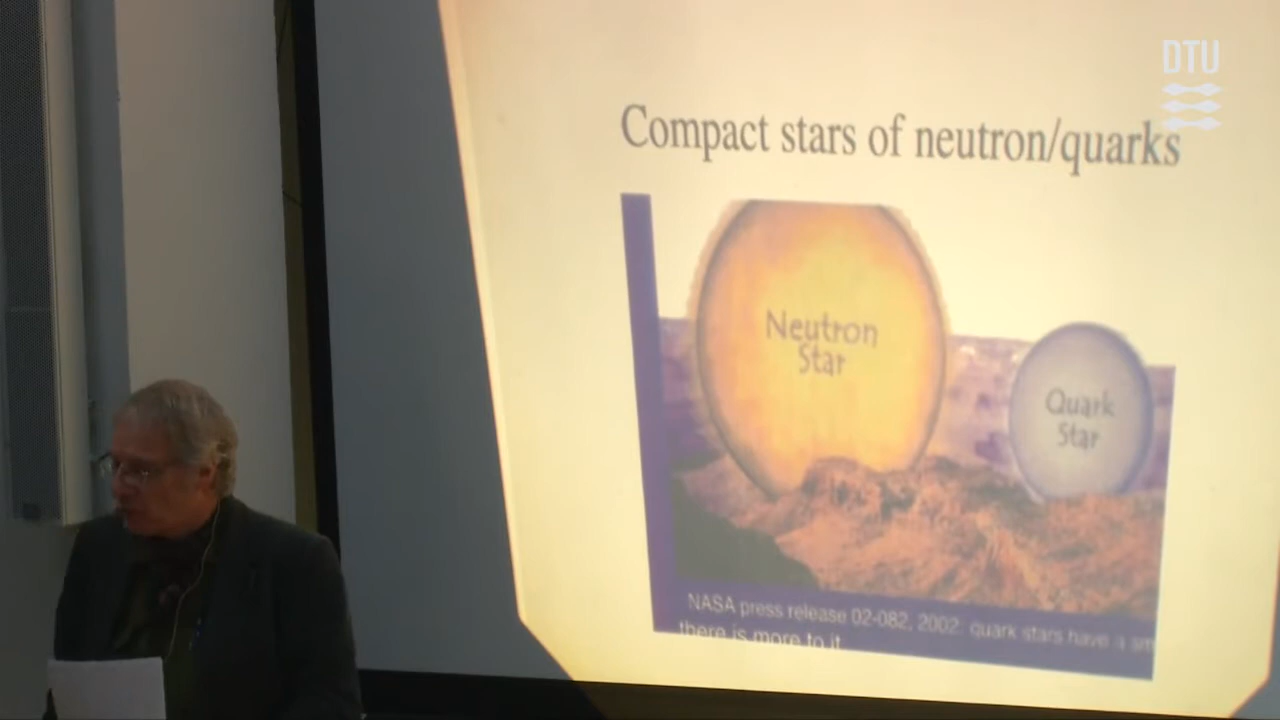 DTU
Compact stars of neutron/quarks
Neutron
Star
Quark
Star
NASA press release 02-082, 2002: quark stars have a sm
there is more to it